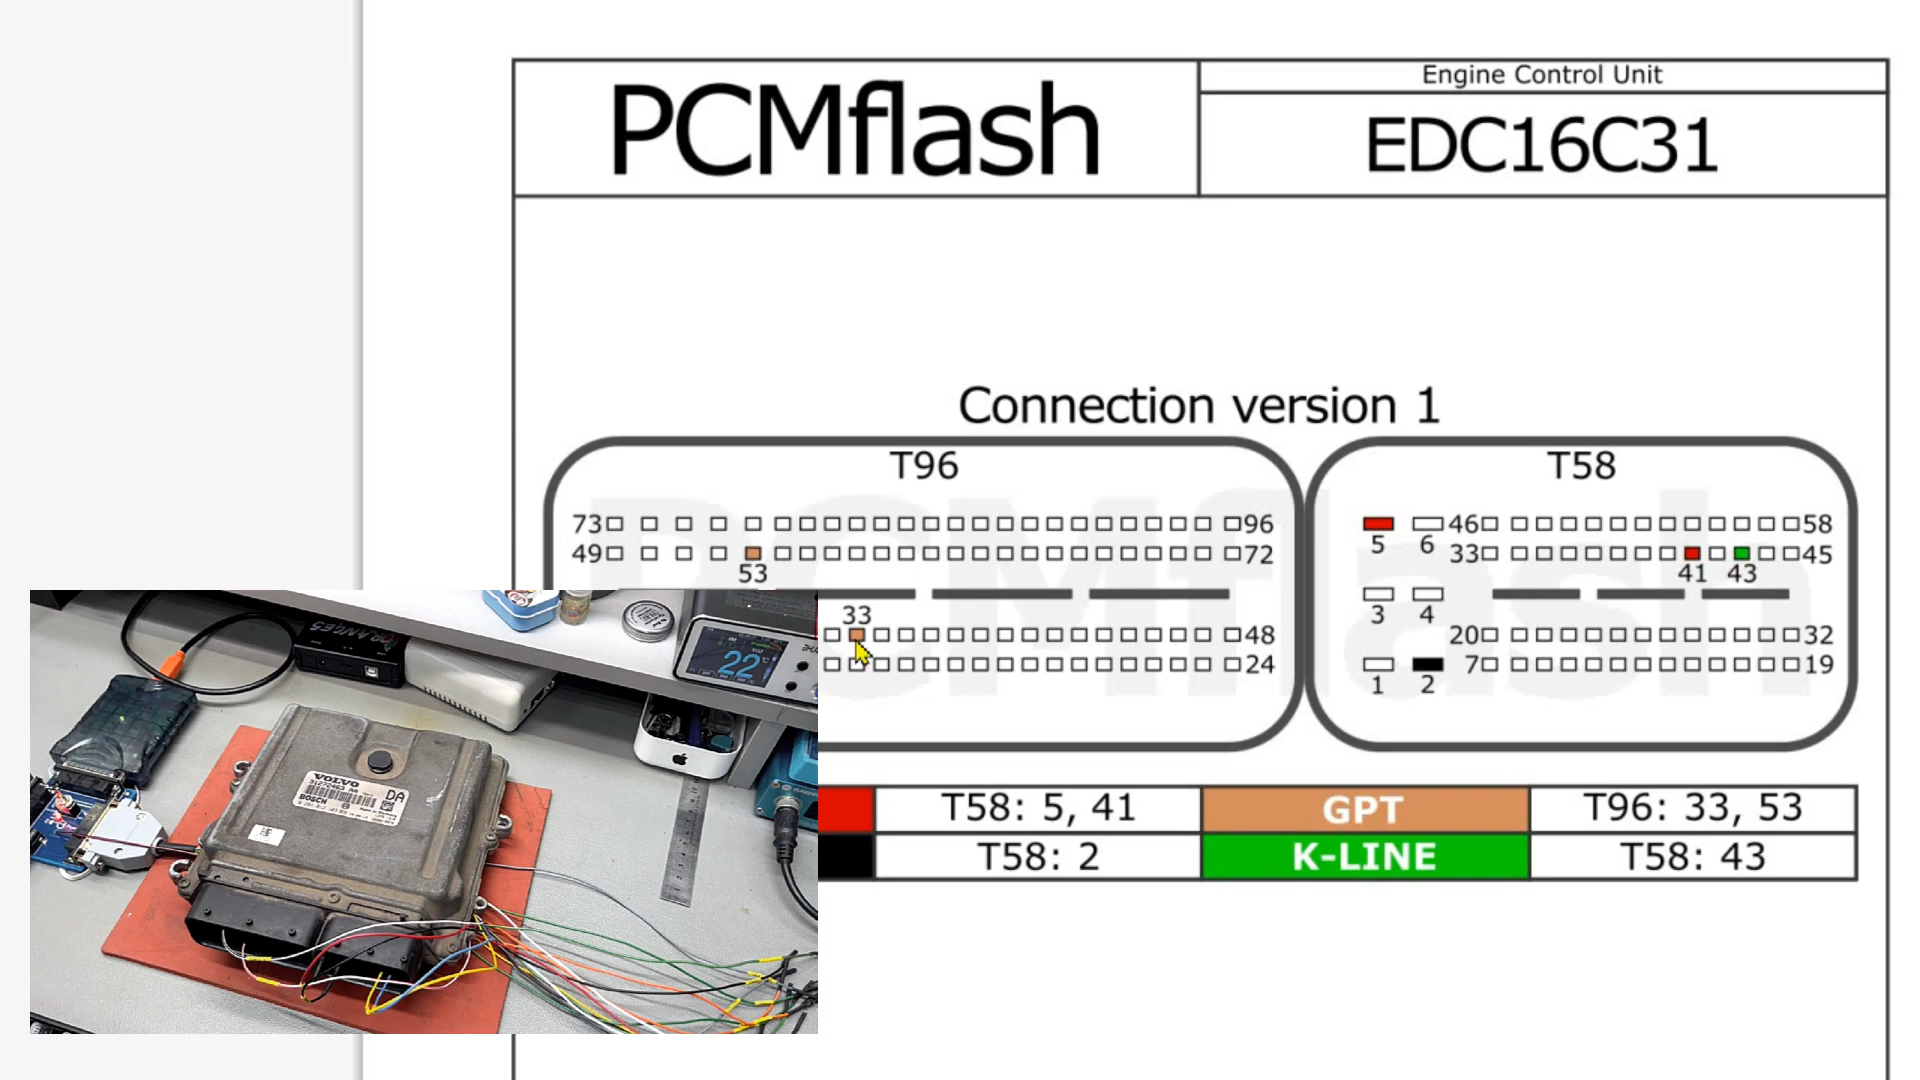 PCMflash
Engine Control Unit
EDC16C31
Connection version 1
T96
T58
73 96
49 72
53
33
48
24
5 6 46 58
33 45
41 43
3 4
20 32
7 19
1 2
T58: 5, 41 GPT T96: 33, 53
T58: 2 K-LINE T58: 43
ORANGE5
22
VOLVO
DA
BOSCH